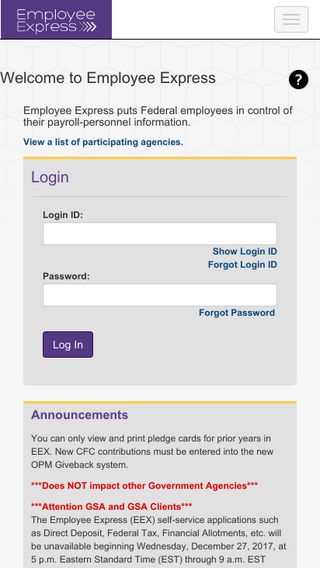 Employee
Express
Welcome to Employee Express
?
Employee Express puts Federal employees in control of
their payroll-personnel information.
View a list of participating agencies.
Login
Login ID:
Show Login ID
Forgot Login ID
Password:
Forgot Password
Log In
Announcements
You can only view and print pledge cards for prior years in
EEX. New CFC contributions must be entered into the new
OPM Giveback system.
***Does NOT impact other Government Agencies***
***Attention GSA and GSA Clients***
The Employee Express (EEX) self-service applications such
as Direct Deposit, Federal Tax, Financial Allotments, etc. will
be unavailable beginning Wednesday, December 27, 2017, at
5 p.m. Eastern Standard Time (EST) through 9 a.m. EST